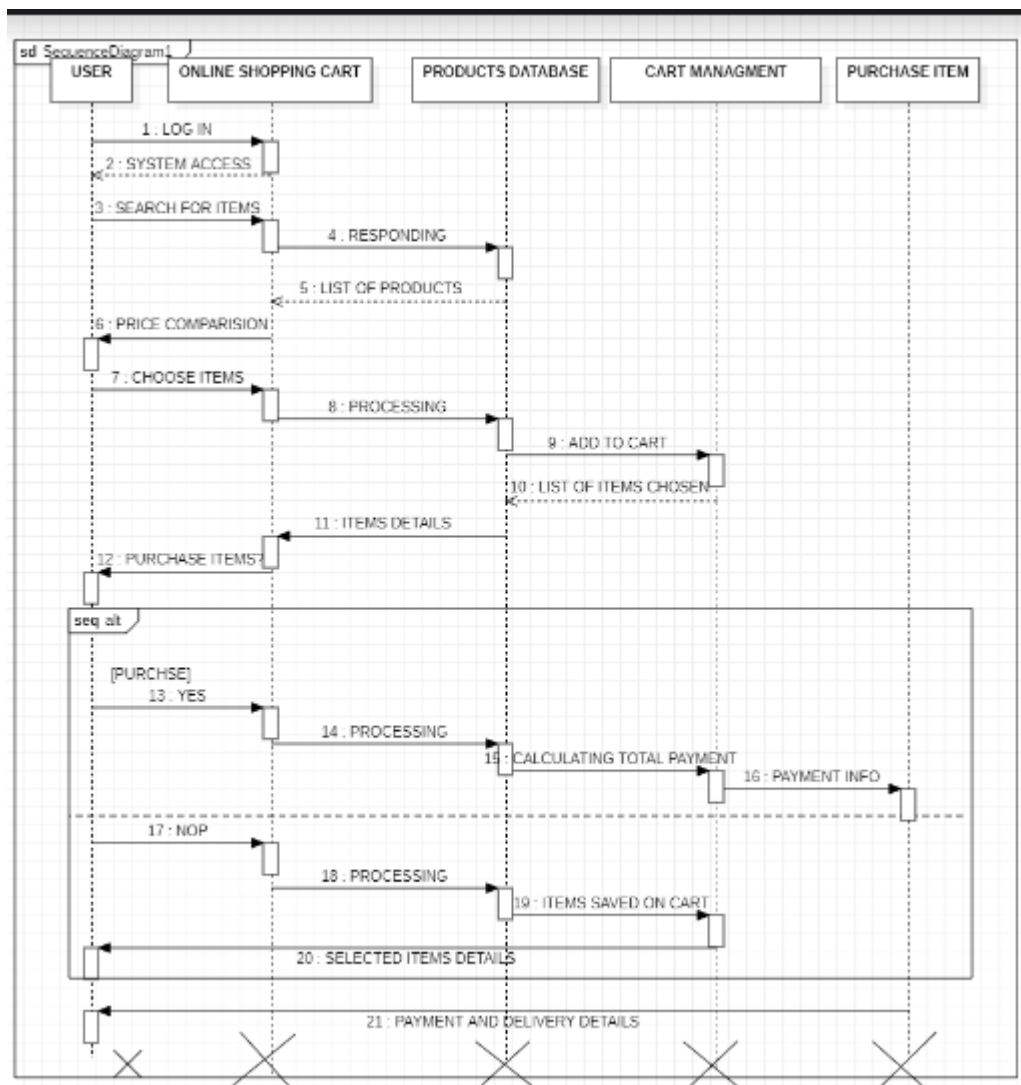 sd SequenceDiagram1
USER
ONLINE SHOPPING CART
PRODUCTS DATABASE
CART MANAGMENT
PURCHASE ITEM
1 : LOG IN
2 : SYSTEM ACCESS
3 : SEARCH FOR ITEMS
4 : RESPONDING
5 : LIST OF PRODUCTS
6 : PRICE COMPARISION
7 : CHOOSE ITEMS
8 : PROCESSING
9 : ADD TO CART
10 : LIST OF ITEMS CHOSEN
11 : ITEMS DETAILS
12 : PURCHASE ITEMS?
seq alt
[PURCHSE]
13 : YES
14 : PROCESSING
15 : CALCULATING TOTAL PAYMENT
16 : PAYMENT INFO
17 : NOP
18 : PROCESSING
19 : ITEMS SAVED ON CART
20 : SELECTED ITEMS DETAILS
21 : PAYMENT AND DELIVERY DETAILS